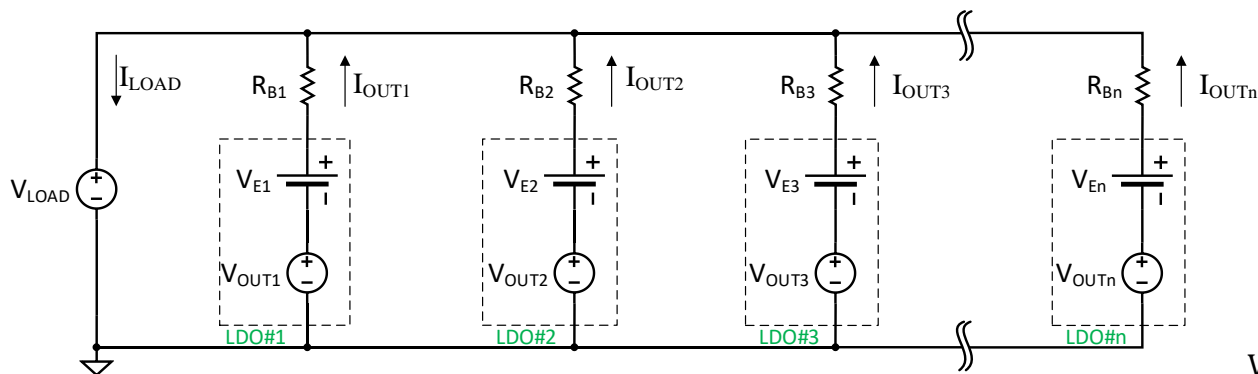 I_LOAD
R_B1
I_OUT1
R_B2
I_OUT2
R_B3
I_OUT3
R_Bn
I_OUTn
V_LOAD
+
−
V_E1
+
−
V_E2
+
−
V_E3
+
−
V_En
+
−
V_OUT1
+
−
V_OUT2
+
−
V_OUT3
+
−
V_OUTn
+
−
LDO#1
LDO#2
LDO#3
LDO#n